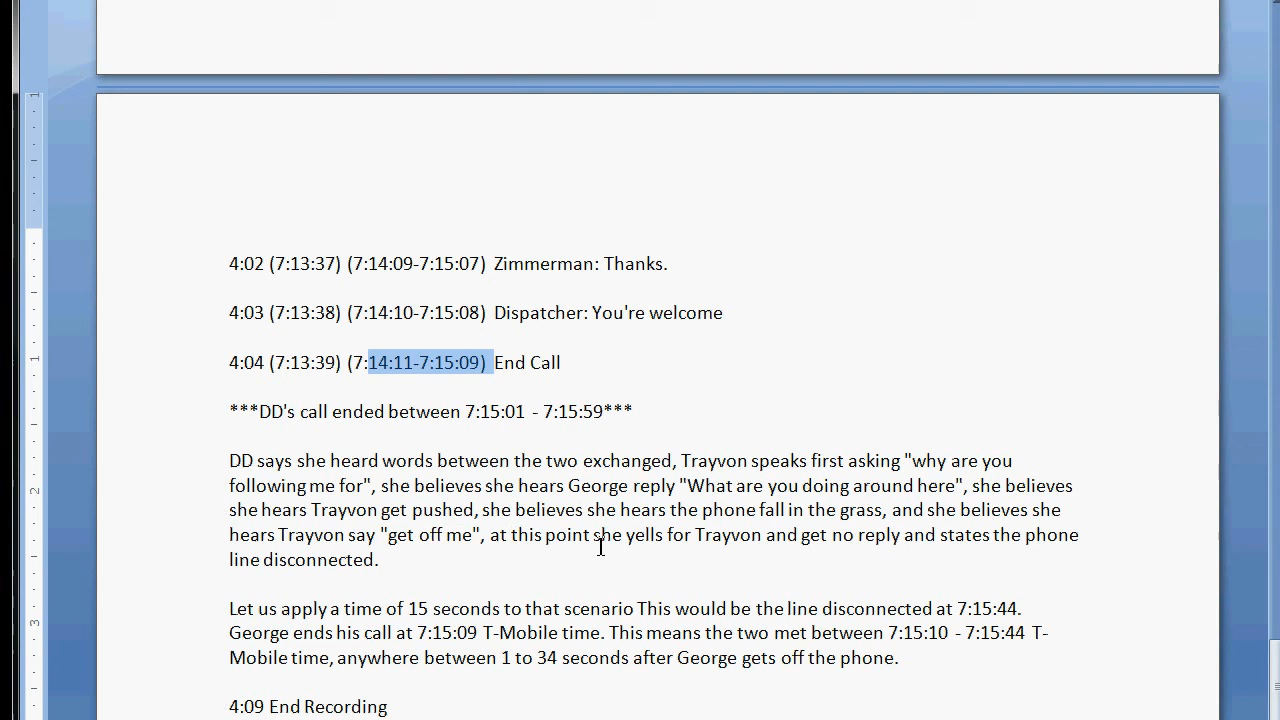 4:02 (7:13:37) (7:14:09-7:15:07) Zimmerman: Thanks.
4:03 (7:13:38) (7:14:10-7:15:08) Dispatcher: You're welcome
4:04 (7:13:39) (7:14:11-7:15:09) End Call
***DD's call ended between 7:15:01 - 7:15:59***
DD says she heard words between the two exchanged, Trayvon speaks first asking "why are you
following me for", she believes she hears George reply "What are you doing around here", she believes
she hears Trayvon get pushed, she believes she hears the phone fall in the grass, and she believes she
hears Trayvon say "get off me", at this point she yells for Trayvon and get no reply and states the phone
line disconnected.
Let us apply a time of 15 seconds to that scenario This would be the line disconnected at 7:15:44.
George ends his call at 7:15:09 T-Mobile time. This means the two met between 7:15:10 - 7:15:44 T-
Mobile time, anywhere between 1 to 34 seconds after George gets off the phone.
4:09 End Recording